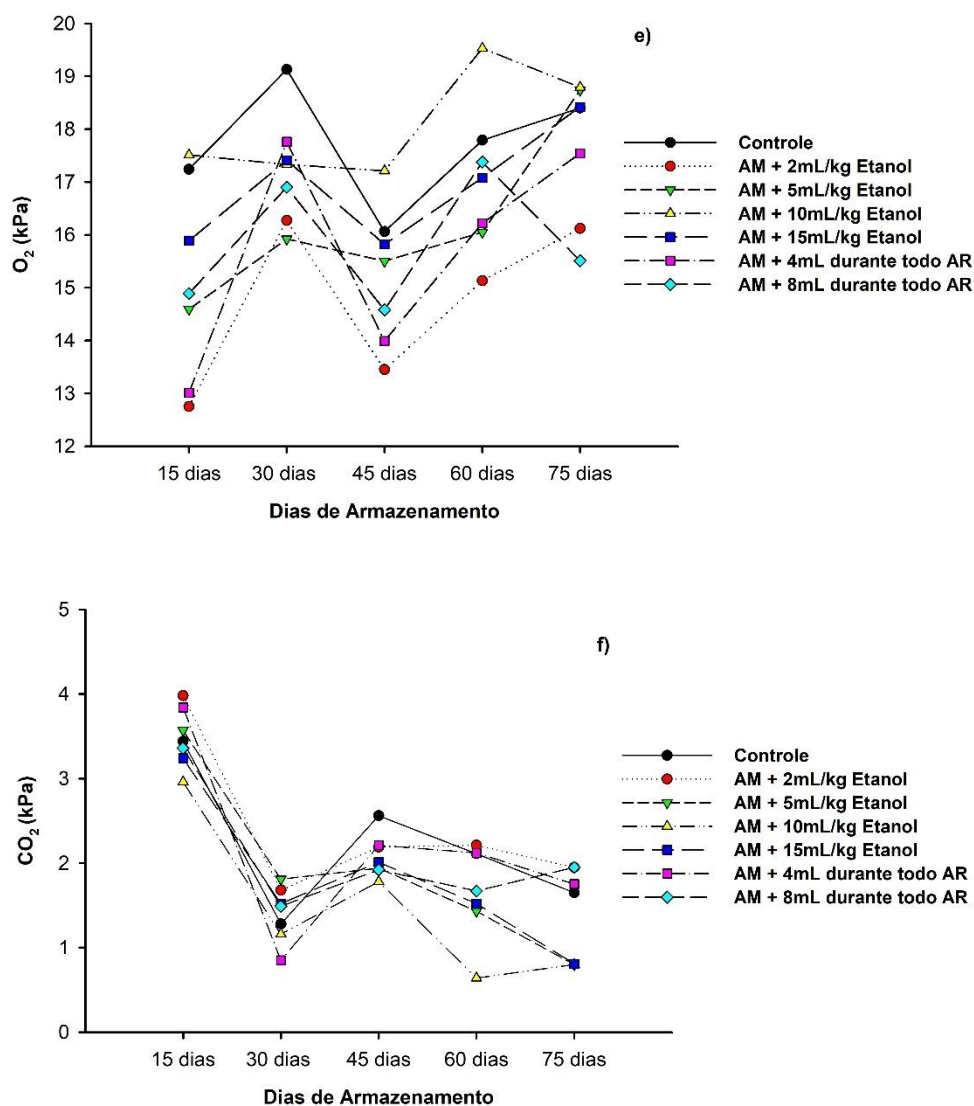 e)
20
19
18
17
16
15
14
13
12
O2 (kPa)
15 dias 30 dias 45 dias 60 dias 75 dias
Dias de Armazenamento
Controle
AM + 2mL/kg Etanol
AM + 5mL/kg Etanol
AM + 10mL/kg Etanol
AM + 15mL/kg Etanol
AM + 4mL durante todo AR
AM + 8mL durante todo AR
f)
5
4
3
2
1
0
CO2 (kPa)
15 dias 30 dias 45 dias 60 dias 75 dias
Dias de Armazenamento
Controle
AM + 2mL/kg Etanol
AM + 5mL/kg Etanol
AM + 10mL/kg Etanol
AM + 15mL/kg Etanol
AM + 4mL durante todo AR
AM + 8mL durante todo AR